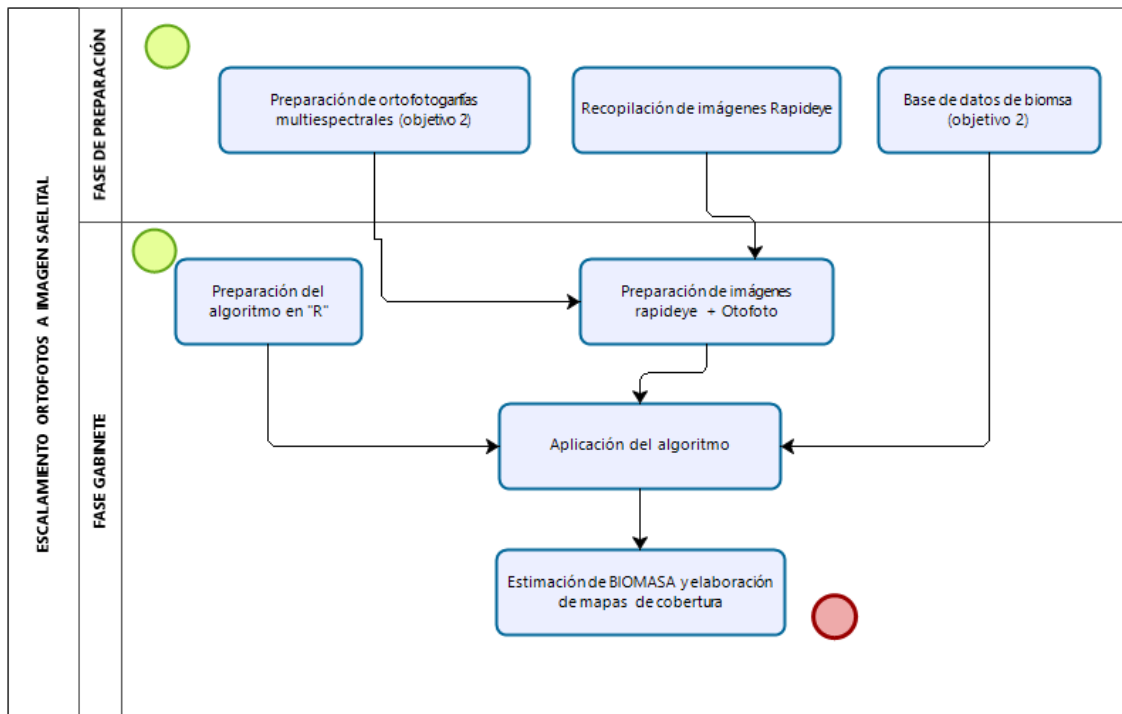 ESCALAMIENTO ORTOFOTOS A IMAGEN SAELITAL
FASE DE PREPARACIÓN
Preparación de ortofotogarfías
multiespectrales (objetivo 2)
Recopilación de imágenes Rapideye
Base de datos de biomsa
(objetivo 2)
FASE GABINETE
Preparación del
algoritmo en "R"
Preparación de imágenes
rapideye + Otofoto
Aplicación del algoritmo
Estimación de BIOMASA y elaboración
de mapas de cobertura